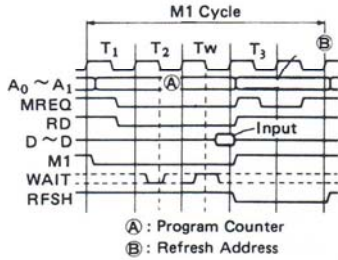 M1 Cycle
T1 T2 Tw T3 B
A0 ~ A1 A
MREQ
RD
D ~ D Input
M1
WAIT
RFSH
A : Program Counter
B : Refresh Address